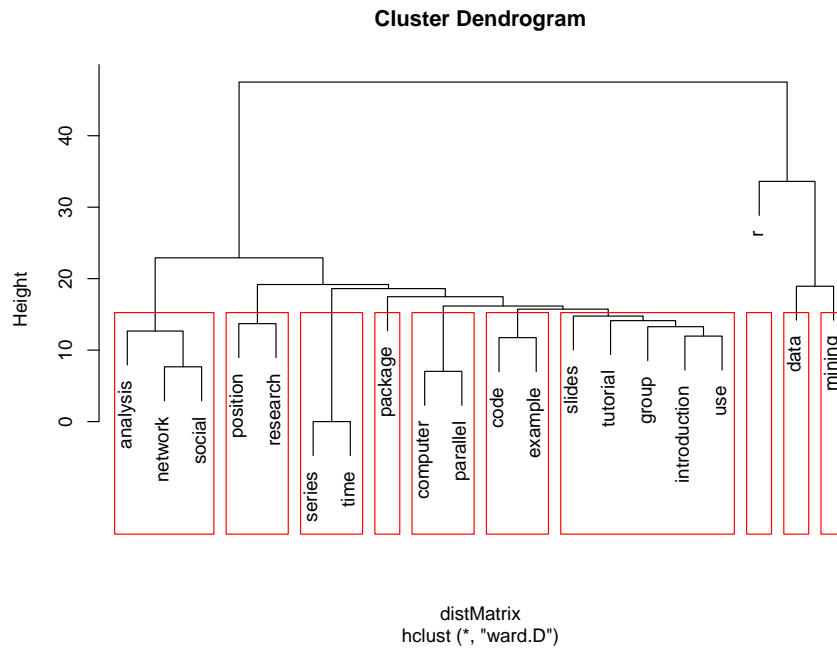 Cluster Dendrogram
Height
40
30
20
10
0
analysis
network
social
position
research
series
time
package
computer
parallel
code
example
slides
tutorial
group
introduction
use
r
data
mining
distMatrix
hclust (*, "ward.D")